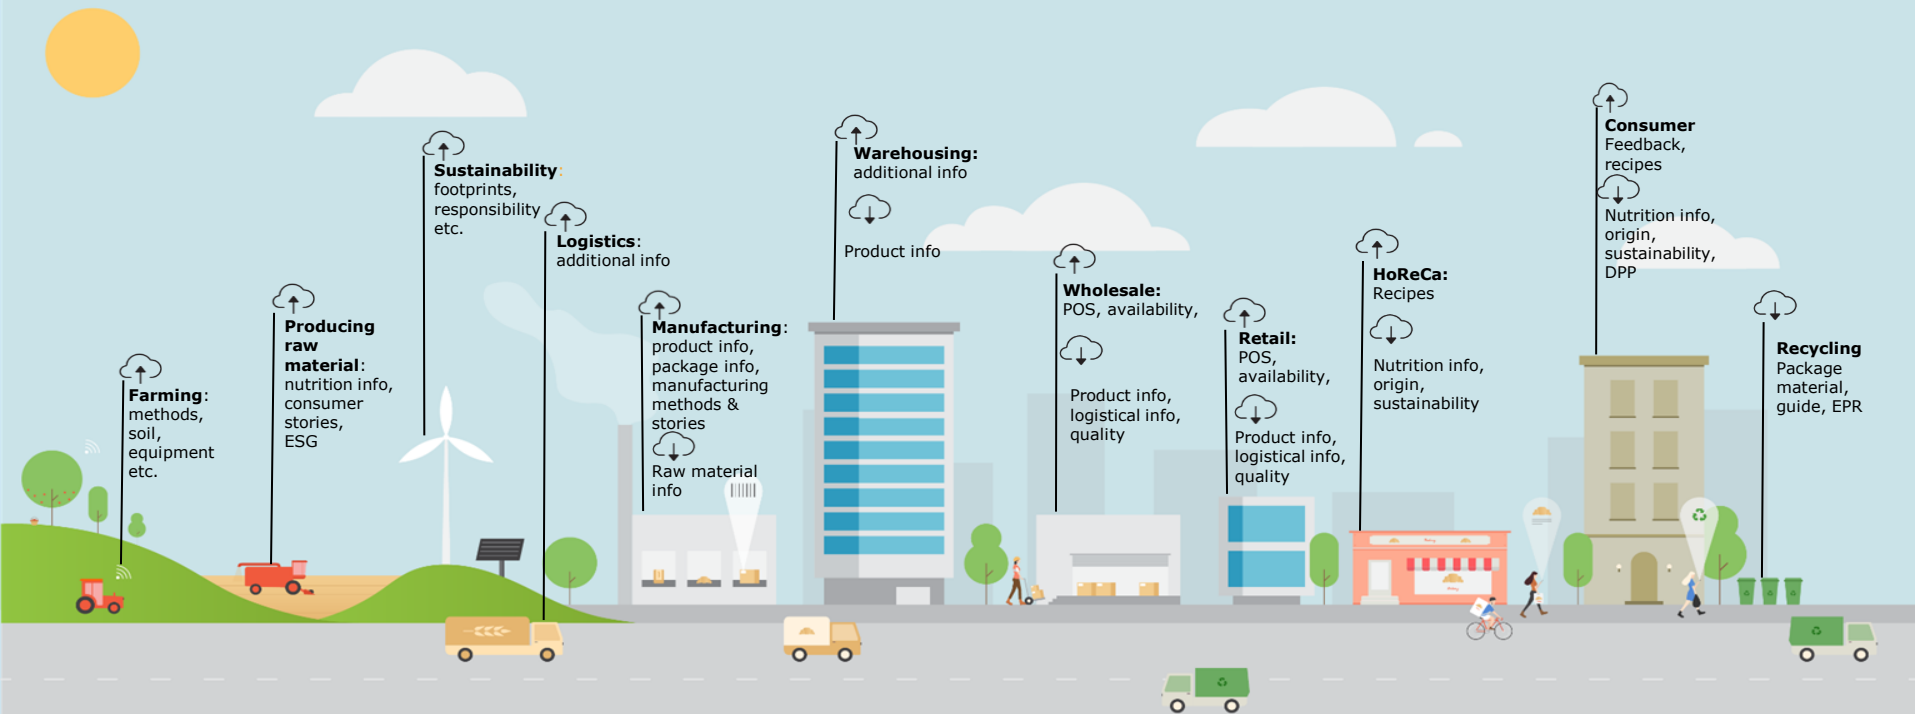 Farming:
methods,
soil,
equipment
etc.
Producing
raw
material:
nutrition info,
consumer
stories,
ESG
Sustainability:
footprints,
responsibility
etc.
Logistics:
additional info
Manufacturing:
product info,
package info,
manufacturing
methods &
stories
Raw material
info
Warehousing:
additional info
Product info
Wholesale:
POS, availability,
Product info,
logistical info,
quality
Retail:
POS,
availability,
Product info,
logistical info,
quality
HoReCa:
Recipes
Nutrition info,
origin,
sustainability
Consumer
Feedback,
recipes
Nutrition info,
origin,
sustainability,
DPP
Recycling
Package
material,
guide, EPR